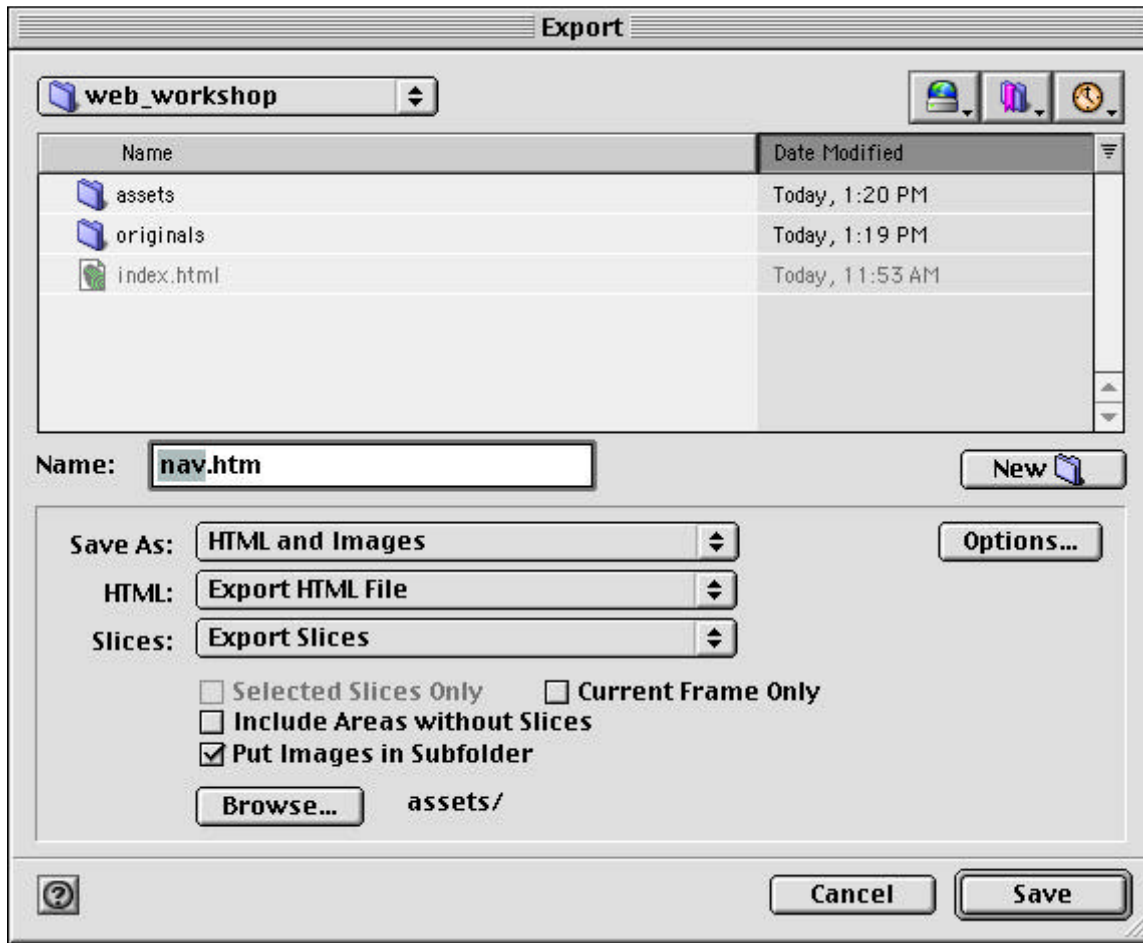 Export
web_workshop
Name Date Modified
assets Today, 1:20 PM
originals Today, 1:19 PM
index.html Today, 11:53 AM
Name: nav.htm New
Save As: HTML and Images Options...
HTML: Export HTML File
Slices: Export Slices
Selected Slices Only Current Frame Only
Include Areas without Slices
Put Images in Subfolder
Browse... assets/
? Cancel Save